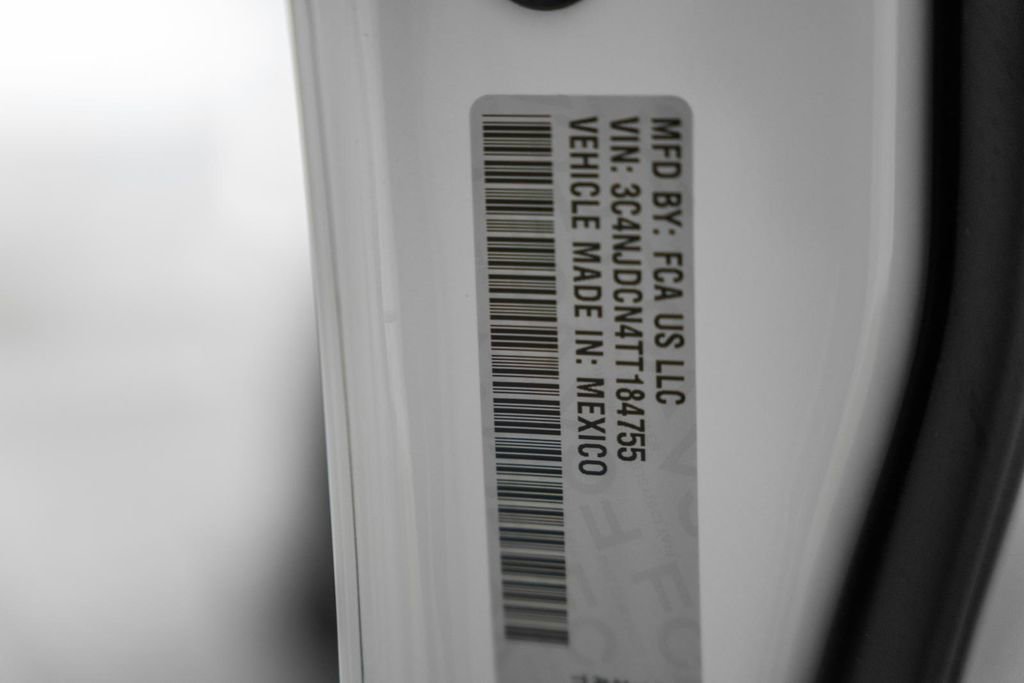 MFD BY: FCA US LLC
VIN: 3C4NJDCN4TT184755
VEHICLE MADE IN: MEXICO